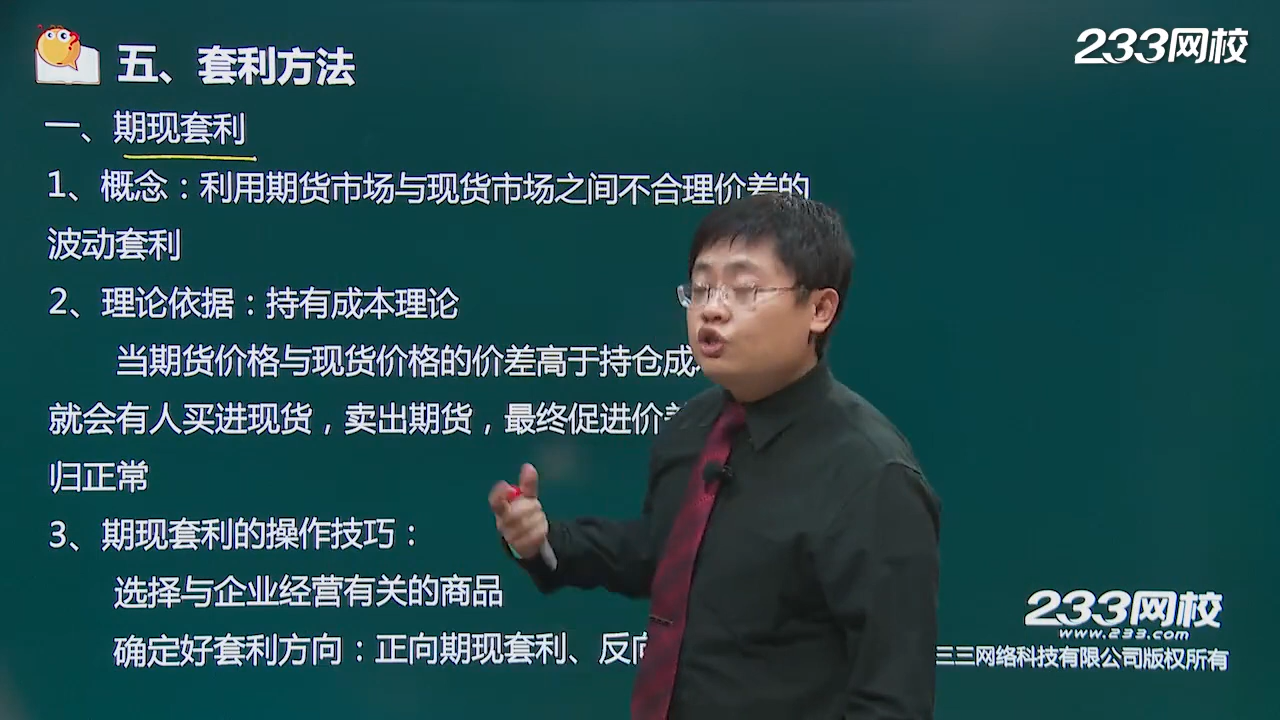 五、套利方法
233网校
一、期现套利
1、概念：利用期货市场与现货市场之间不合理价差的
波动套利
2、理论依据：持有成本理论
当期货价格与现货价格的价差高于持仓成
就会有人买进现货，卖出期货，最终促进价
归正常
3、期现套利的操作技巧：
选择与企业经营有关的商品
确定好套利方向：正向期现套利、反向
233网校
www.233.com
三三网络科技有限公司版权所有